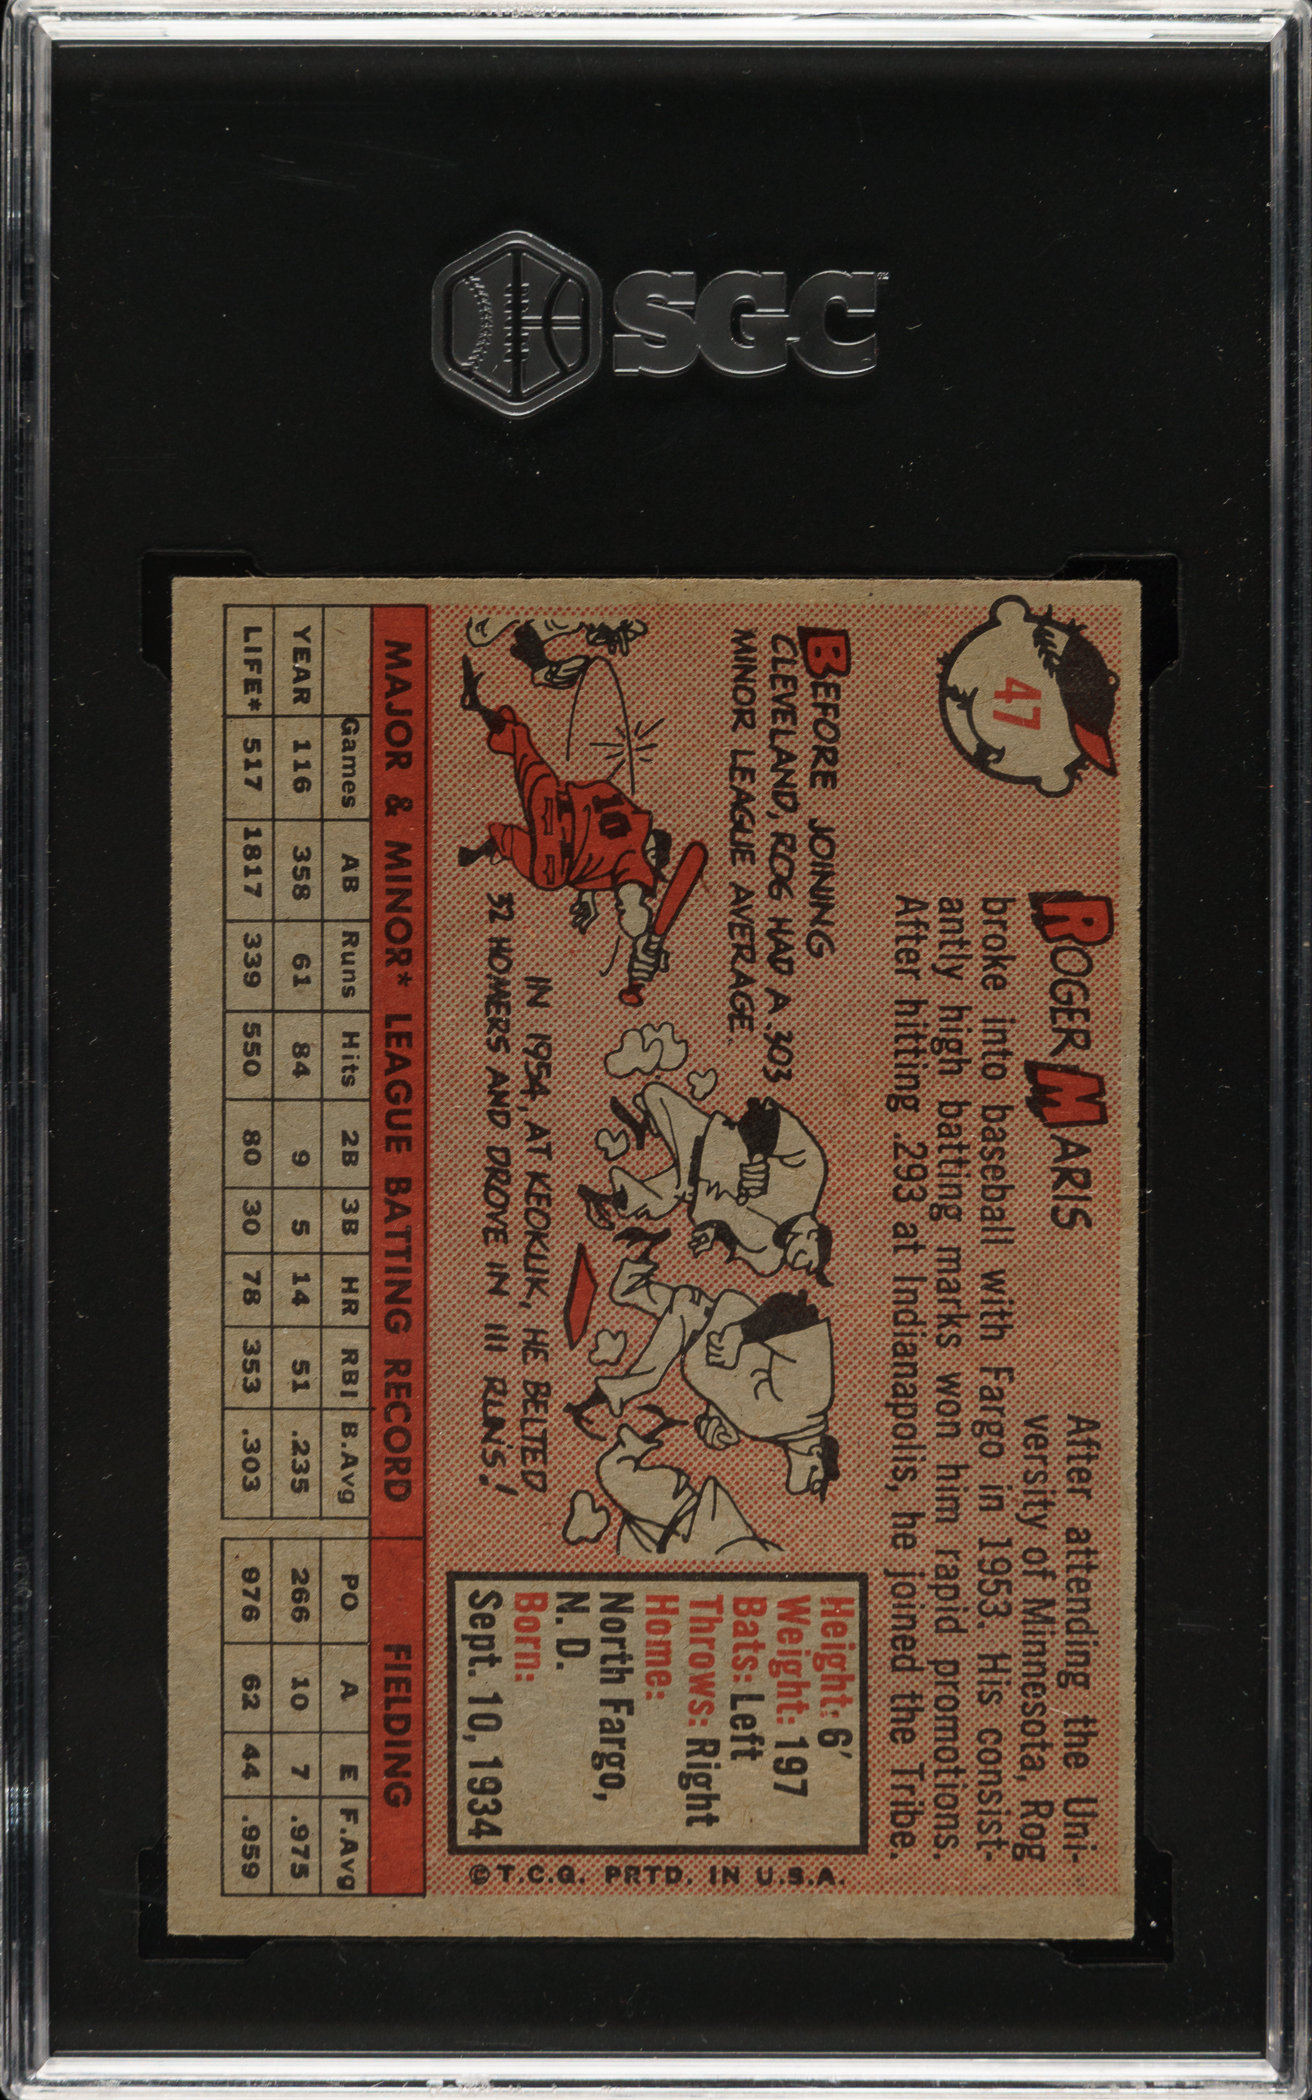 SGC
47
ROGER MARIS
After attending the Uni-
versity of Minnesota, Rog
broke into baseball with Fargo in 1953. His consist-
antly high batting marks won him rapid promotions.
After hitting .293 at Indianapolis, he joined the Tribe.
BEFORE JOINING
CLEVELAND, ROG HAD A .303
MINOR LEAGUE AVERAGE.
10
IN 1954, AT KEOKUK, HE BELTED
32 HOMERS AND DROVE IN 111 RUNS!
Height: 6'
Weight: 197
Bats: Left
Throws: Right
Home:
North Fargo,
N. D.
Born:
Sept. 10, 1934
©T.C.G. PRTD. IN U.S.A.
MAJOR & MINOR* LEAGUE BATTING RECORD FIELDING
Games AB Runs Hits 2B 3B HR RBI B.Avg PO A E F.Avg
YEAR 116 358 61 84 9 5 14 51 .235 266 10 7 .975
LIFE* 517 1817 339 550 80 30 78 353 .303 976 62 44 .959